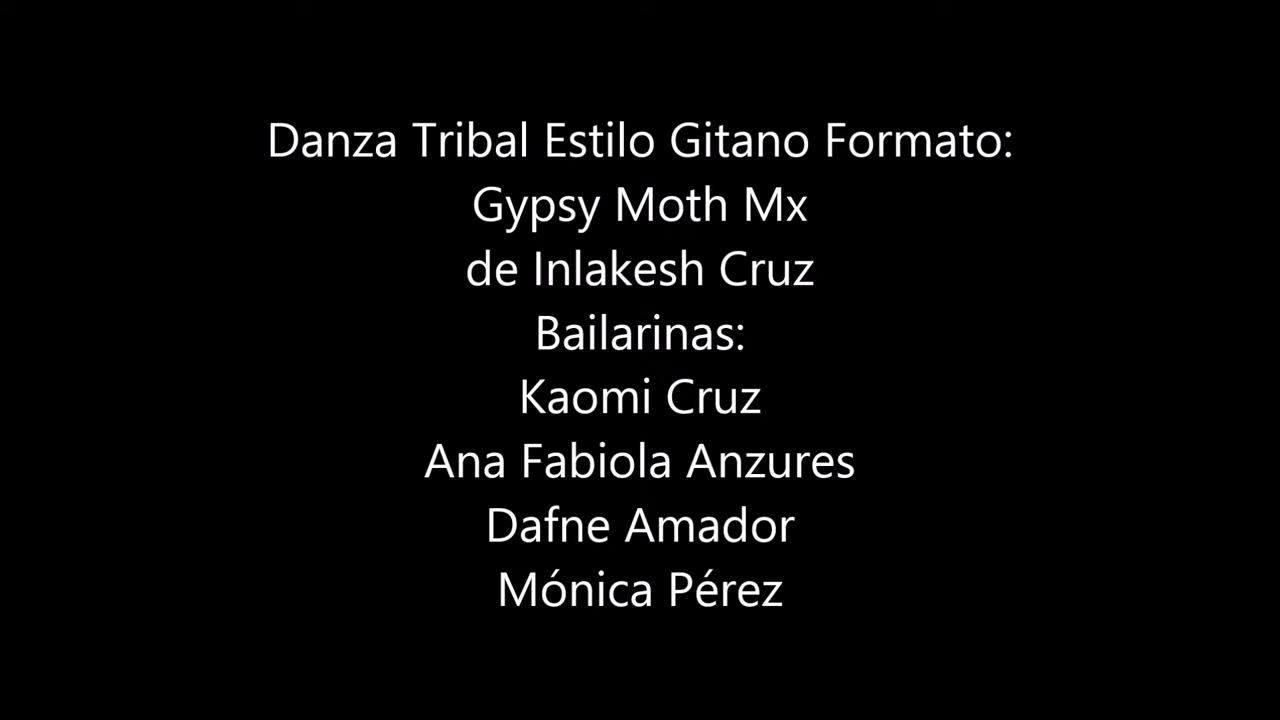 Danza Tribal Estilo Gitano Formato:
Gypsy Moth Mx
de Inlakesh Cruz
Bailarinas:
Kaomi Cruz
Ana Fabiola Anzures
Dafne Amador
Mónica Pérez